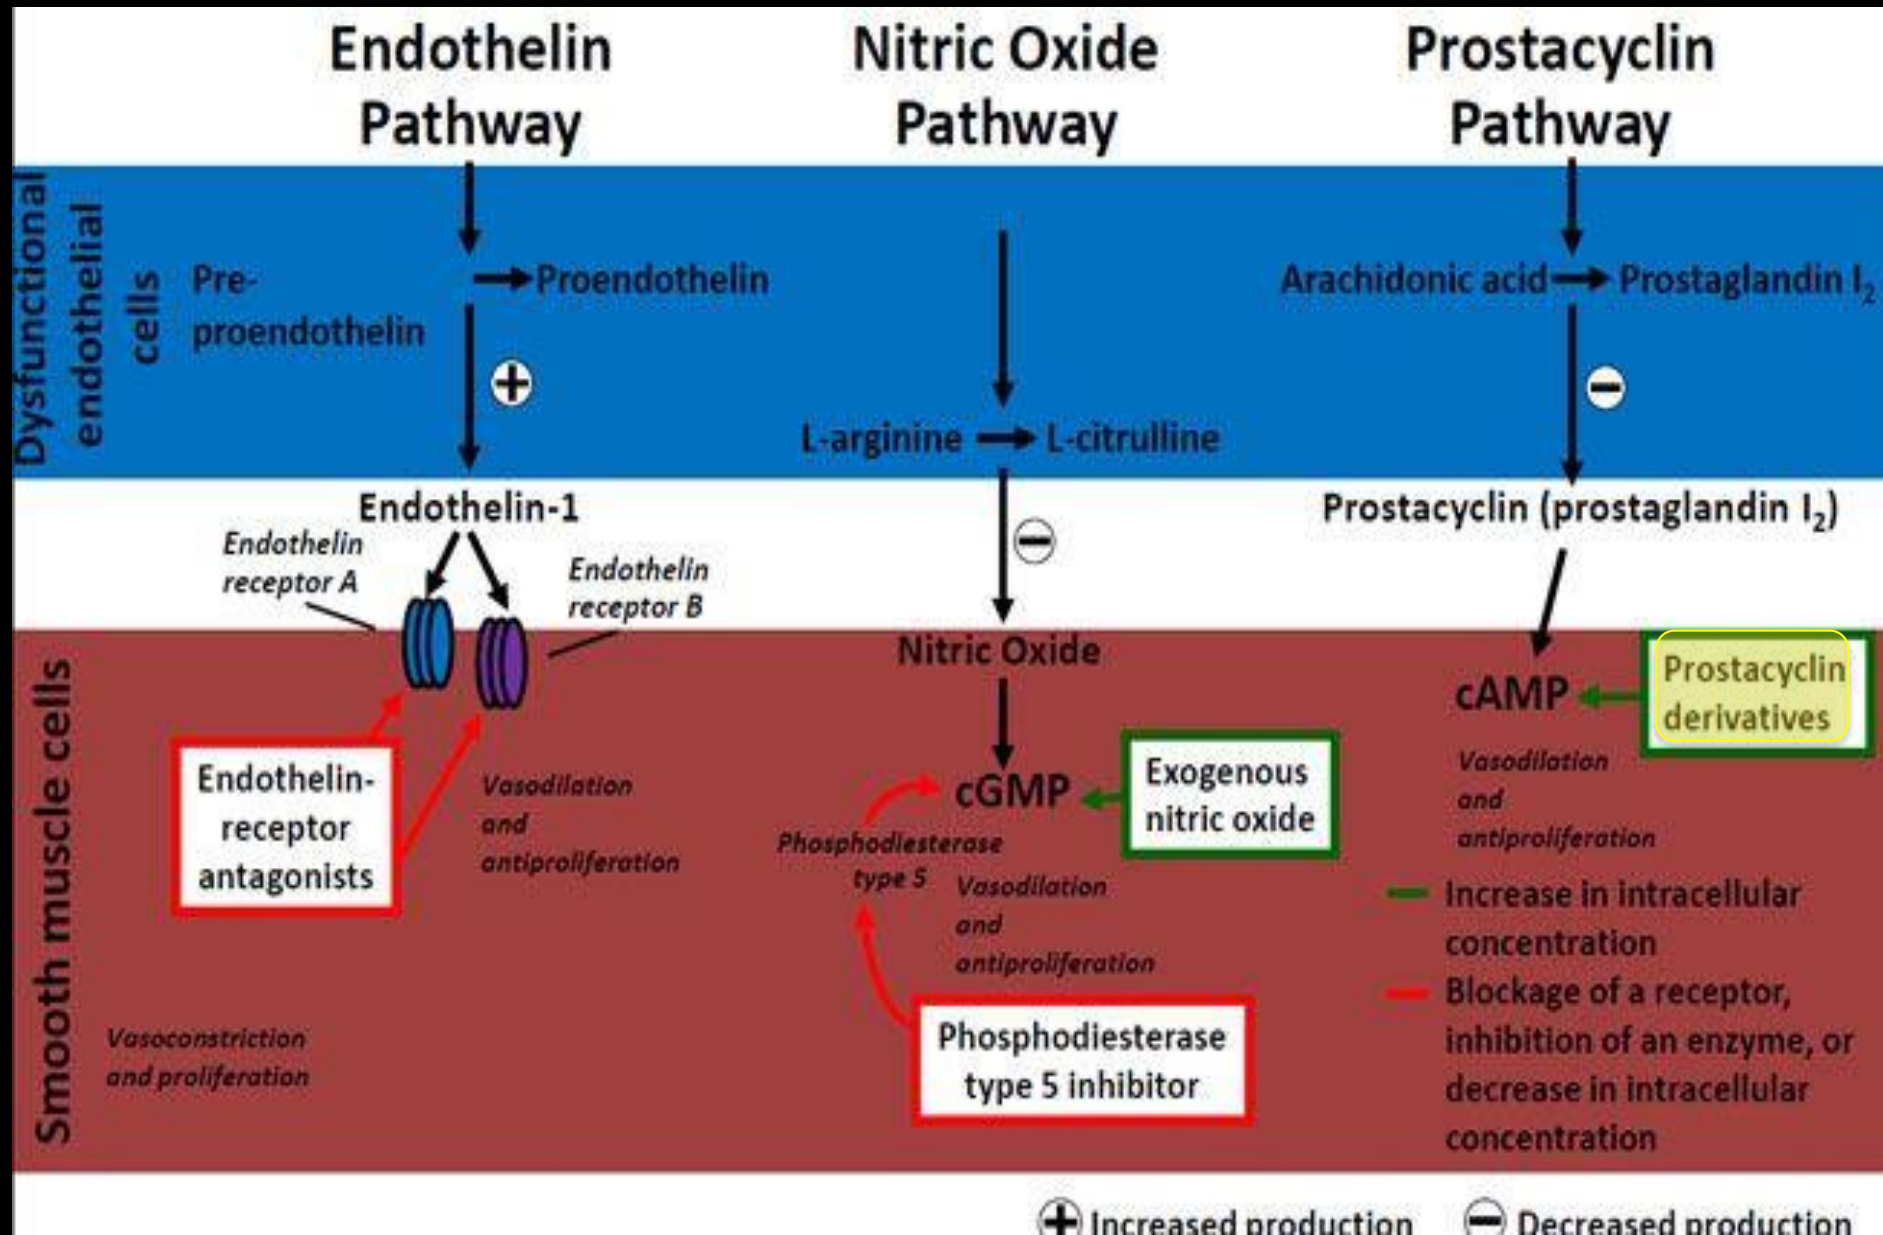 Endothelin
Pathway
Nitric Oxide
Pathway
Prostacyclin
Pathway
Dysfunctional
endothelial
cells
Pre-
proendothelin
Proendothelin
L-arginine
L-citrulline
Arachidonic acid
Prostaglandin I₂
Endothelin-1
Endothelin
receptor A
Endothelin
receptor B
Prostacyclin (prostaglandin I₂)
Smooth muscle cells
Endothelin-
receptor
antagonists
Vasodilation
and
antiproliferation
Vasoconstriction
and proliferation
Nitric Oxide
cGMP
Exogenous
nitric oxide
Phosphodiesterase
type 5
Vasodilation
and
antiproliferation
Phosphodiesterase
type 5 inhibitor
cAMP
Prostacyclin
derivatives
Vasodilation
and
antiproliferation
Increase in intracellular
concentration
Blockage of a receptor,
inhibition of an enzyme, or
decrease in intracellular
concentration
Increased production
Decreased production